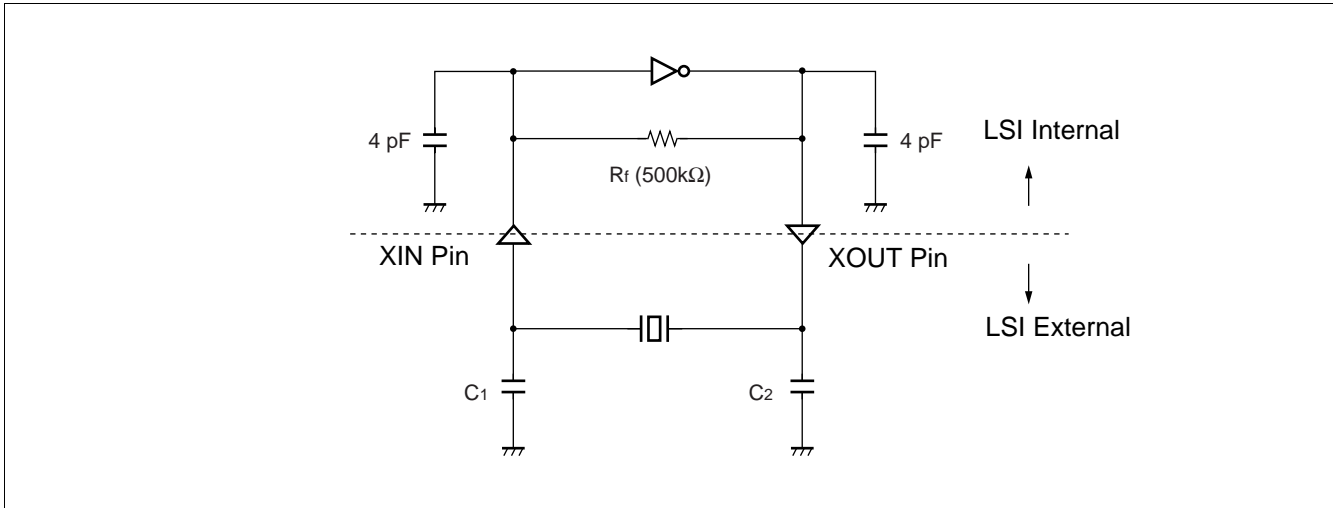 4 pF
4 pF
LSI Internal
Rf (500kΩ)
XIN Pin
XOUT Pin
LSI External
C1
C2